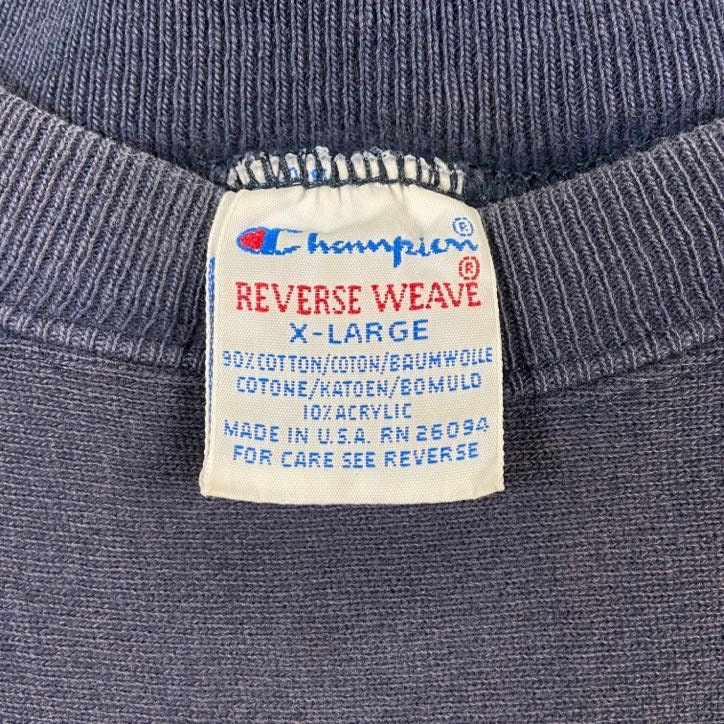 Champion®
REVERSE WEAVE®
X-LARGE
90% COTTON/COTON/BAUMWOLLE
COTONE/KATOEN/BOMULD
10% ACRYLIC
MADE IN U.S.A. RN 26094
FOR CARE SEE REVERSE